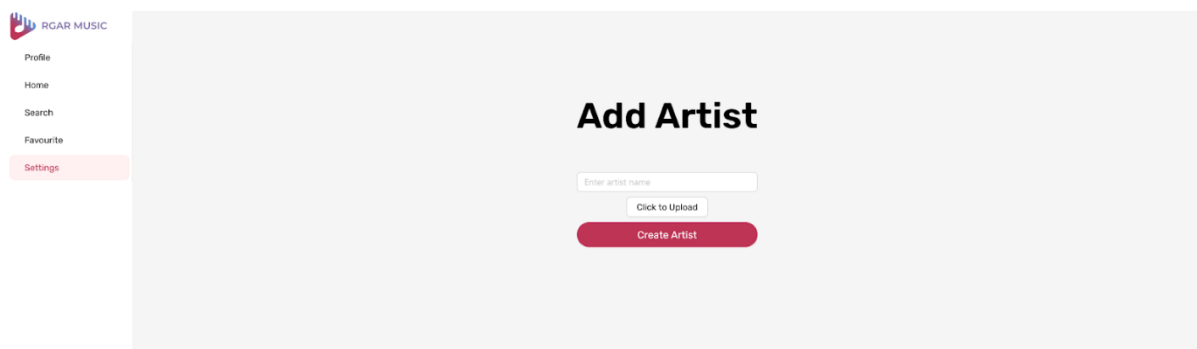 RGAR MUSIC
Profile
Home
Search
Favourite
Settings
Add Artist
Enter artist name
Click to Upload
Create Artist